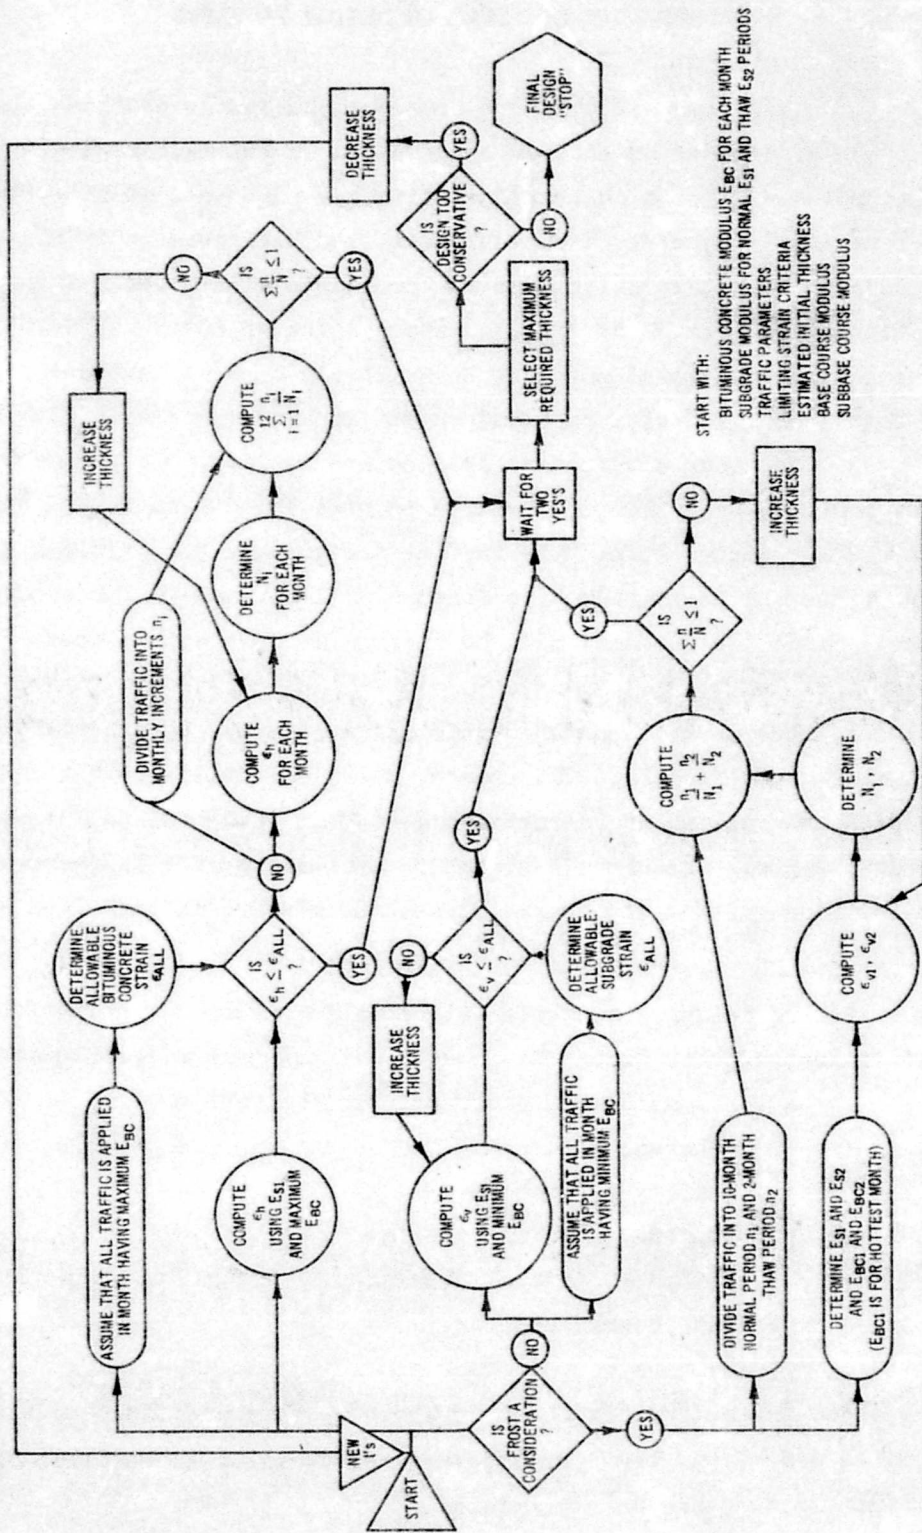 START
NEW
t's
ASSUME THAT ALL TRAFFIC IS APPLIED
IN MONTH HAVING MAXIMUM EBC
DETERMINE
ALLOWABLE
BITUMINOUS
CONCRETE
STRAIN
εALL
COMPUTE
εh
USING ES1
AND MAXIMUM
EBC
IS
εh ≤ εALL
?
NO
YES
DIVIDE TRAFFIC INTO
MONTHLY INCREMENTS ni
COMPUTE
εh
FOR EACH
MONTH
DETERMINE
Ni
FOR EACH
MONTH
COMPUTE
12
Σ ni/Ni
i = 1
IS
Σ n/N ≤ 1
?
NO
YES
INCREASE
THICKNESS
IS
FROST A
CONSIDERATION
?
NO
YES
COMPUTE
εv
USING ES1
AND MINIMUM
EBC
INCREASE
THICKNESS
NO
IS
εv ≤ εALL
?
YES
ASSUME THAT ALL TRAFFIC
IS APPLIED IN MONTH
HAVING MINIMUM EBC
DETERMINE
ALLOWABLE
SUBGRADE
STRAIN
εALL
WAIT FOR
TWO
YES'S
SELECT MAXIMUM
REQUIRED THICKNESS
IS
DESIGN TOO
CONSERVATIVE
?
YES
NO
DECREASE
THICKNESS
FINAL
DESIGN
"STOP"
DIVIDE TRAFFIC INTO 10-MONTH
NORMAL PERIOD n1 AND 2-MONTH
THAW PERIOD n2
DETERMINE ES1 AND ES2
AND EBC1 AND EBC2
(EBC1 IS FOR HOTTEST MONTH)
COMPUTE
εv1, εv2
DETERMINE
N1, N2
COMPUTE
n1/N1 + n2/N2
IS
Σ n/N ≤ 1
?
YES
NO
INCREASE
THICKNESS
START WITH:
BITUMINOUS CONCRETE MODULUS EBC FOR EACH MONTH
SUBGRADE MODULUS FOR NORMAL ES1 AND THAW ES2 PERIODS
TRAFFIC PARAMETERS
LIMITING STRAIN CRITERIA
ESTIMATED INITIAL THICKNESS
BASE COURSE MODULUS
SUBBASE COURSE MODULUS